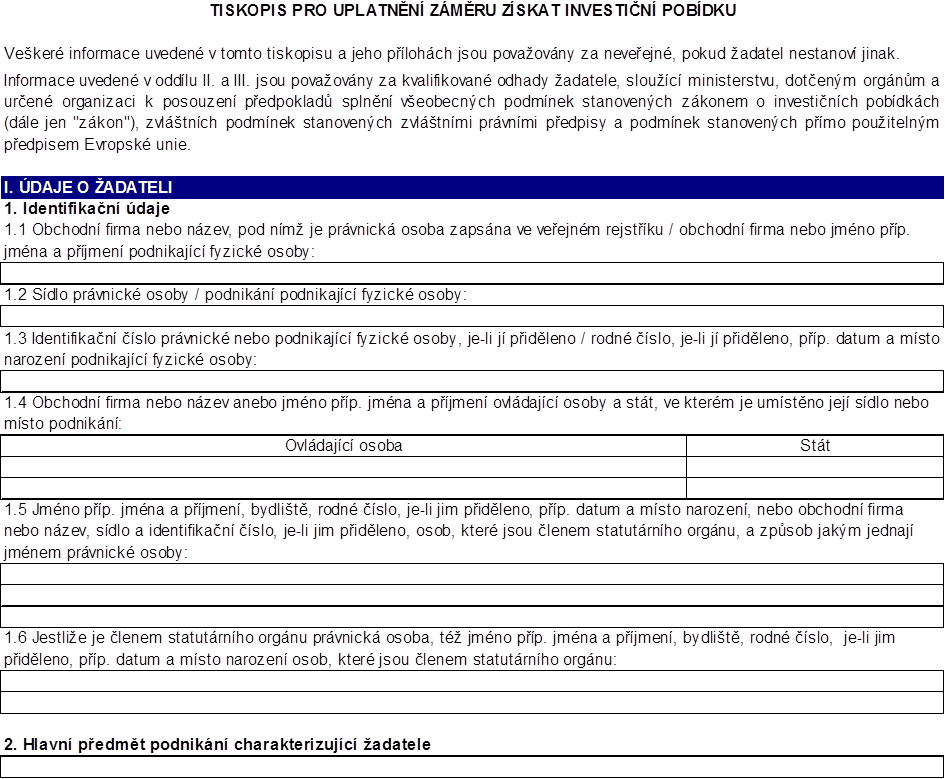 TISKOPIS PRO UPLATNĚNÍ ZÁMĚRU ZÍSKAT INVESTIČNÍ POBÍDKU
Veškeré informace uvedené v tomto tiskopisu a jeho přílohách jsou považovány za neveřejné, pokud žadatel nestanoví jinak.
Informace uvedené v oddílu II. a III. jsou považovány za kvalifikované odhady žadatele, sloužící ministerstvu, dotčeným orgánům a
určené organizaci k posouzení předpokladů splnění všeobecných podmínek stanovených zákonem o investičních pobídkách
(dále jen "zákon"), zvláštních podmínek stanovených zvláštními právními předpisy a podmínek stanovených přímo použitelným
předpisem Evropské unie.
I. ÚDAJE O ŽADATELI
1. Identifikační údaje
1.1 Obchodní firma nebo název, pod nímž je právnická osoba zapsána ve veřejném rejstříku / obchodní firma nebo jméno příp.
jména a příjmení podnikající fyzické osoby:
1.2 Sídlo právnické osoby / podnikání podnikající fyzické osoby:
1.3 Identifikační číslo právnické nebo podnikající fyzické osoby, je-li jí přiděleno / rodné číslo, je-li jí přiděleno, příp. datum a místo
narození podnikající fyzické osoby:
1.4 Obchodní firma nebo název anebo jméno příp. jména a příjmení ovládající osoby a stát, ve kterém je umístěno její sídlo nebo
místo podnikání:
Ovládající osoba Stát
1.5 Jméno příp. jména a příjmení, bydliště, rodné číslo, je-li jim přiděleno, příp. datum a místo narození, nebo obchodní firma
nebo název, sídlo a identifikační číslo, je-li jim přiděleno, osob, které jsou členem statutárního orgánu, a způsob jakým jednají
jménem právnické osoby:
1.6 Jestliže je členem statutárního orgánu právnická osoba, též jméno příp. jména a příjmení, bydliště, rodné číslo, je-li jim
přiděleno, příp. datum a místo narození osob, které jsou členem statutárního orgánu:
2. Hlavní předmět podnikání charakterizující žadatele